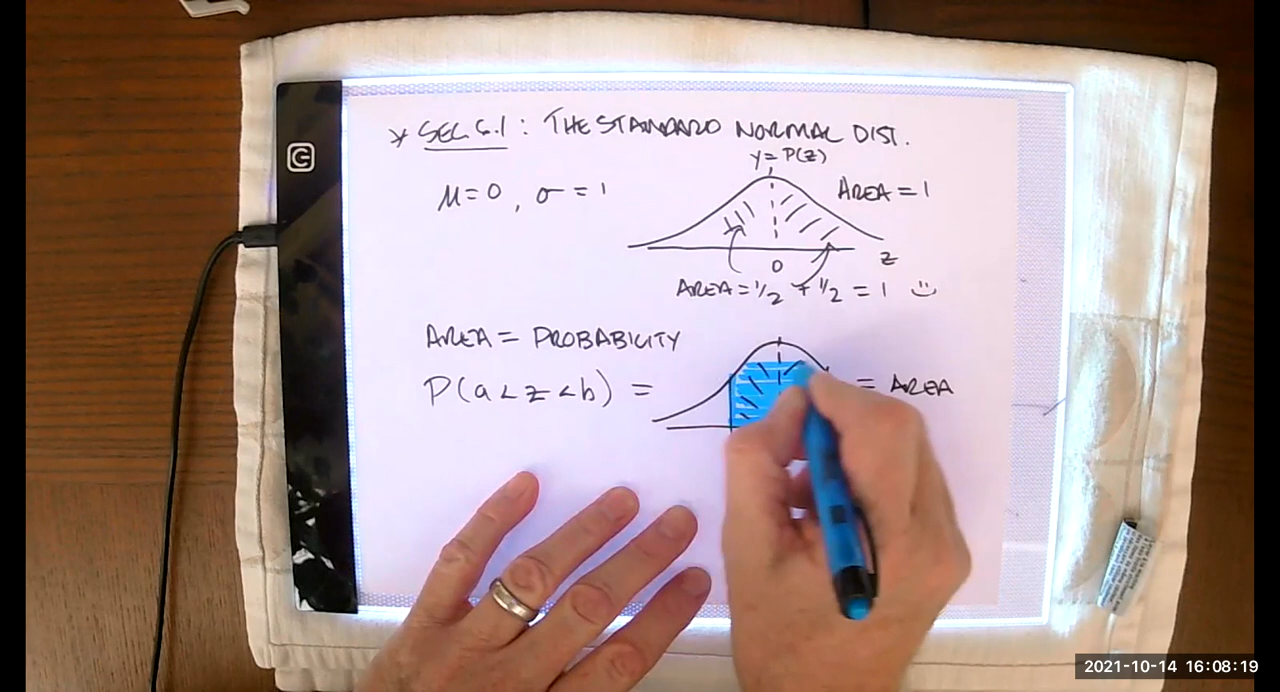 * SEC 6.1 : THE STANDARD NORMAL DIST.
y = P(z)
μ=0 , σ = 1
AREA = 1
0
z
AREA = 1/2 + 1/2 = 1 :)
AREA = PROBABILITY
P(a < z < b) = = AREA
2021-10-14 16:08:19